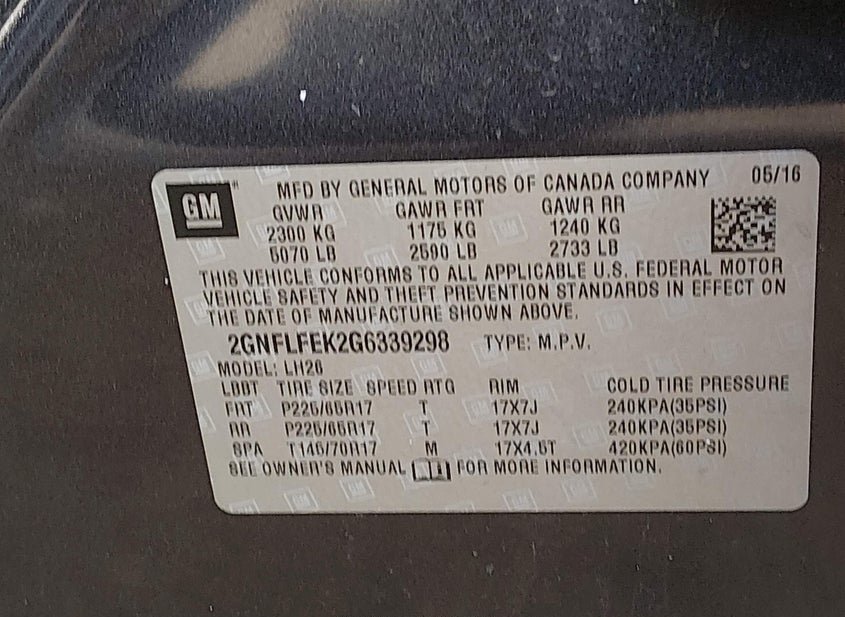 GM
MFD BY GENERAL MOTORS OF CANADA COMPANY 05/16
GVWR GAWR FRT GAWR RR
2300 KG 1175 KG 1240 KG
5070 LB 2590 LB 2733 LB
THIS VEHICLE CONFORMS TO ALL APPLICABLE U.S. FEDERAL MOTOR
VEHICLE SAFETY AND THEFT PREVENTION STANDARDS IN EFFECT ON
THE DATE OF MANUFACTURE SHOWN ABOVE.
2GNFLFEK2G6339298 TYPE: M.P.V.
MODEL: LH26
LBBT TIRE SIZE SPEED RTG RIM COLD TIRE PRESSURE
FRT P225/65R17 T 17X7J 240KPA(35PSI)
RR P225/65R17 T 17X7J 240KPA(35PSI)
SPA T145/70R17 M 17X4.5T 420KPA(60PSI)
SEE OWNER'S MANUAL FOR MORE INFORMATION.